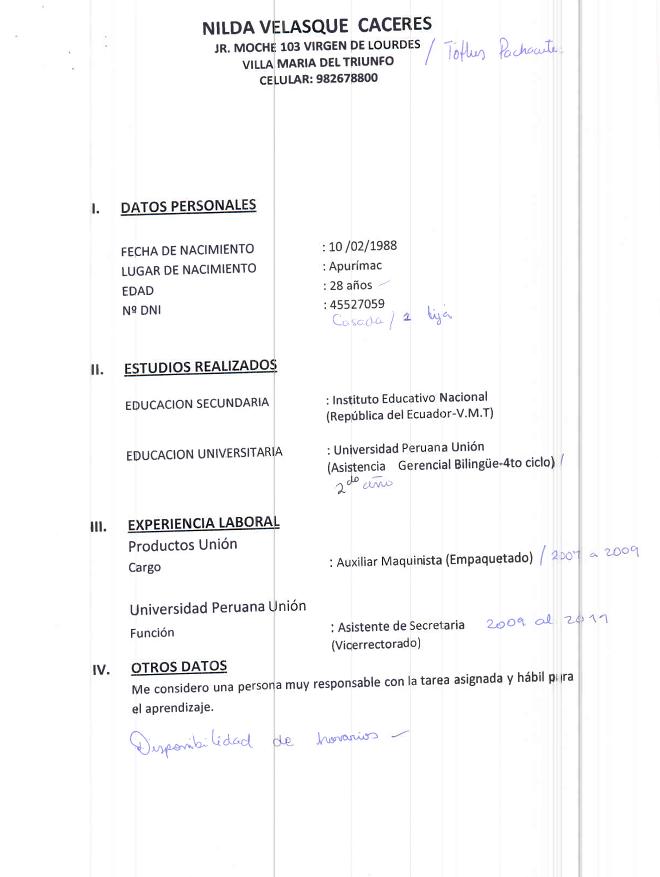 NILDA VELASQUE CACERES
JR. MOCHE 103 VIRGEN DE LOURDES /
VILLA MARIA DEL TRIUNFO
CELULAR: 982678800
I. DATOS PERSONALES
FECHA DE NACIMIENTO : 10 /02/1988
LUGAR DE NACIMIENTO : Apurímac
EDAD : 28 años
Nº DNI : 45527059
Casada / 1 hija
II. ESTUDIOS REALIZADOS
EDUCACION SECUNDARIA : Instituto Educativo Nacional
(República del Ecuador-V.M.T)
EDUCACION UNIVERSITARIA : Universidad Peruana Unión
(Asistencia Gerencial Bilingüe-4to ciclo) /
2do año
III. EXPERIENCIA LABORAL
Productos Unión
Cargo : Auxiliar Maquinista (Empaquetado) / 2007 a 2009
Universidad Peruana Unión
Función : Asistente de Secretaria 2009 al 2011
(Vicerrectorado)
IV. OTROS DATOS
Me considero una persona muy responsable con la tarea asignada y hábil para
el aprendizaje.
Disponibilidad de horarios –